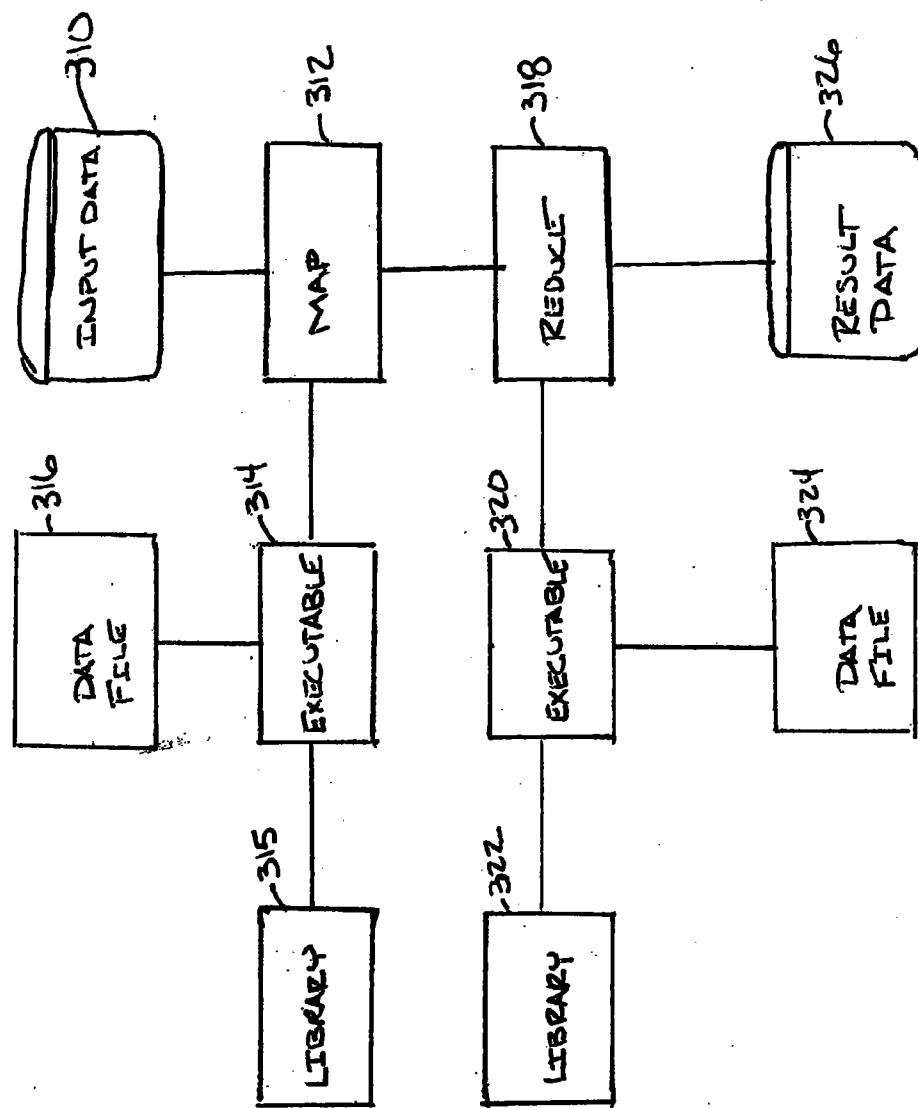 316
DATA
FILE
310
INPUT DATA
315
LIBRARY
314
EXECUTABLE
312
MAP
322
LIBRARY
320
EXECUTABLE
318
REDUCE
324
DATA
FILE
326
RESULT
DATA